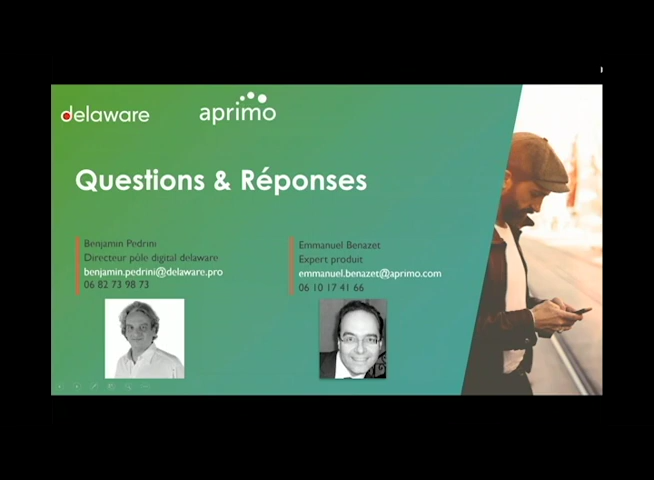 delaware
aprimo
Questions & Réponses
Benjamin Pedrini
Directeur pôle digital delaware
benjamin.pedrini@delaware.pro
06 82 73 98 73
Emmanuel Benazet
Expert produit
emmanuel.benazet@aprimo.com
06 10 17 41 66